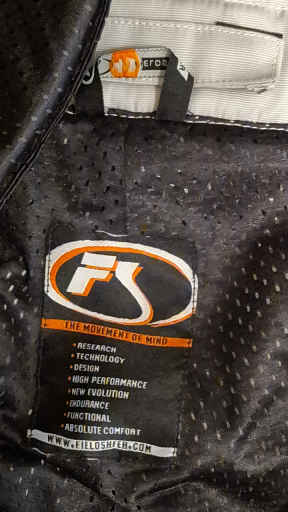 FS
THE MOVEMENT OF MIND
• RESEARCH
• TECHNOLOGY
• DESIGN
• HIGH PERFORMANCE
• NEW EVOLUTION
• ENDURANCE
• FUNCTIONAL
• ABSOLUTE COMFORT
WWW.FIELDSHEER.COM